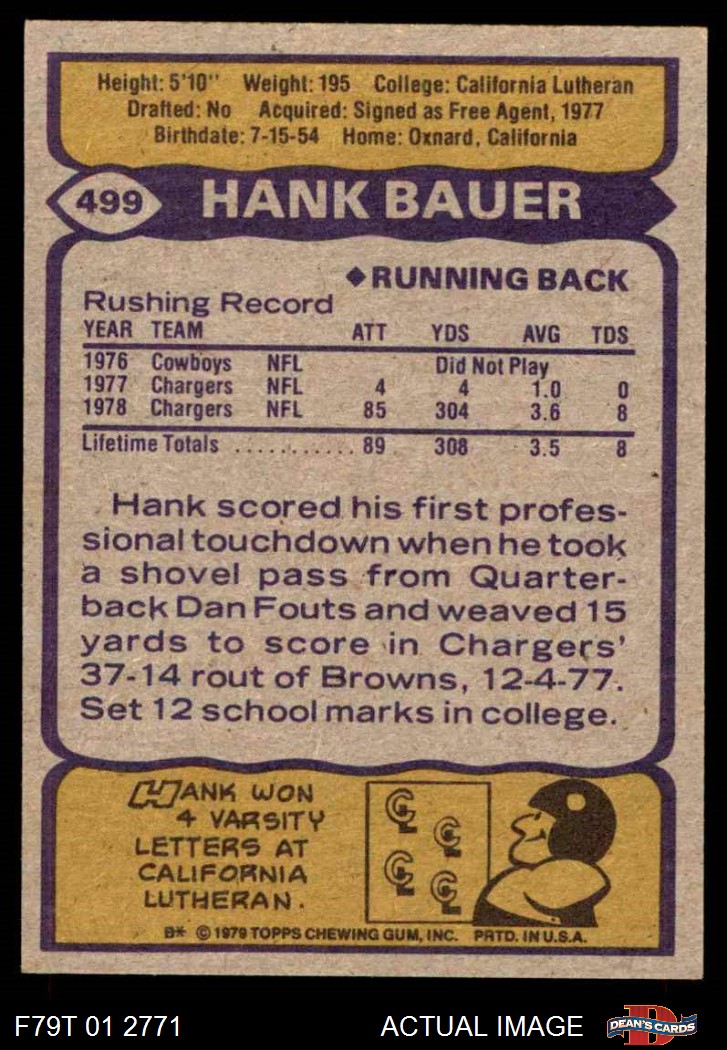 Height: 5'10" Weight: 195 College: California Lutheran
Drafted: No Acquired: Signed as Free Agent, 1977
Birthdate: 7-15-54 Home: Oxnard, California
499 HANK BAUER
◆RUNNING BACK
Rushing Record
YEAR TEAM ATT YDS AVG TDS
1976 Cowboys NFL Did Not Play
1977 Chargers NFL 4 4 1.0 0
1978 Chargers NFL 85 304 3.6 8
Lifetime Totals ........... 89 308 3.5 8
Hank scored his first profes-
sional touchdown when he took
a shovel pass from Quarter-
back Dan Fouts and weaved 15
yards to score in Chargers'
37-14 rout of Browns, 12-4-77.
Set 12 school marks in college.
HANK WON
4 VARSITY
LETTERS AT
CALIFORNIA
LUTHERAN.
CL
CL
CL
CL
B* © 1979 TOPPS CHEWING GUM, INC. PRTD. IN U.S.A.
F79T 01 2771 ACTUAL IMAGE D DEAN'S CARDS